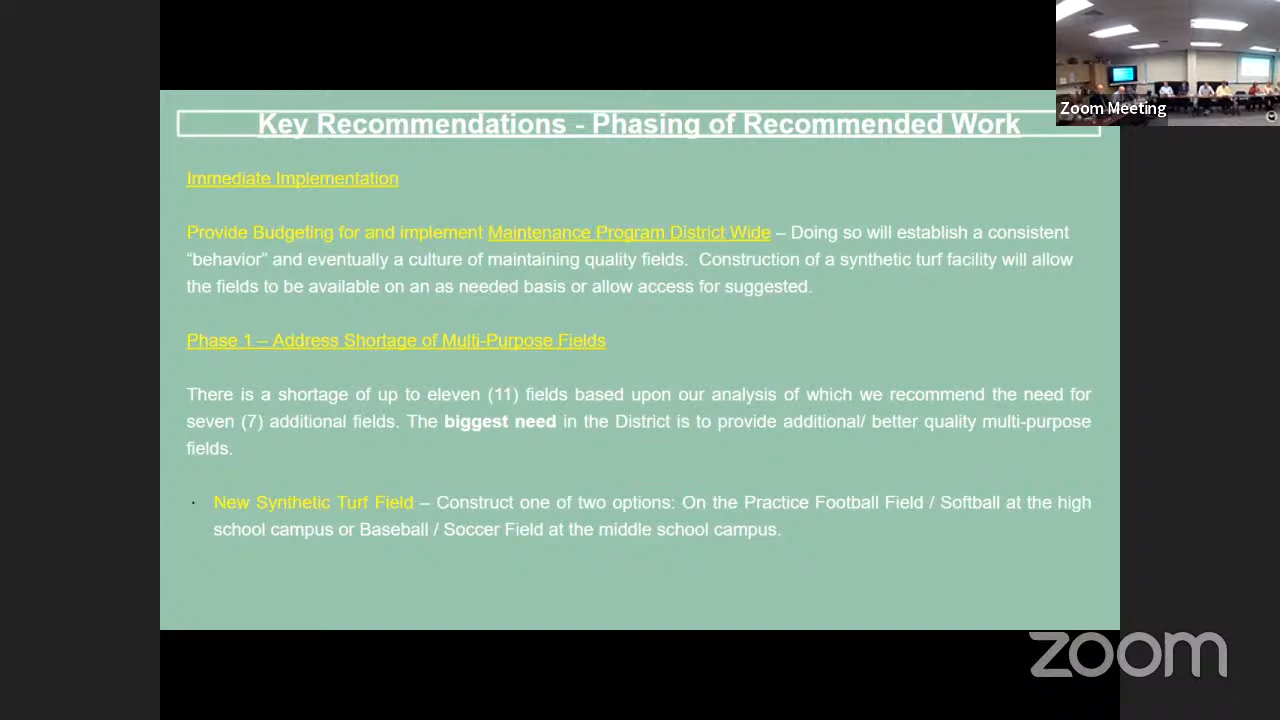 Zoom Meeting
Key Recommendations - Phasing of Recommended Work
Immediate Implementation
Provide Budgeting for and implement Maintenance Program District Wide – Doing so will establish a consistent
“behavior” and eventually a culture of maintaining quality fields.  Construction of a synthetic turf facility will allow
the fields to be available on an as needed basis or allow access for suggested.
Phase 1 – Address Shortage of Multi-Purpose Fields
There is a shortage of up to eleven (11) fields based upon our analysis of which we recommend the need for
seven (7) additional fields. The biggest need in the District is to provide additional/ better quality multi-purpose
fields.
· New Synthetic Turf Field – Construct one of two options: On the Practice Football Field / Softball at the high
school campus or Baseball / Soccer Field at the middle school campus.
zoom